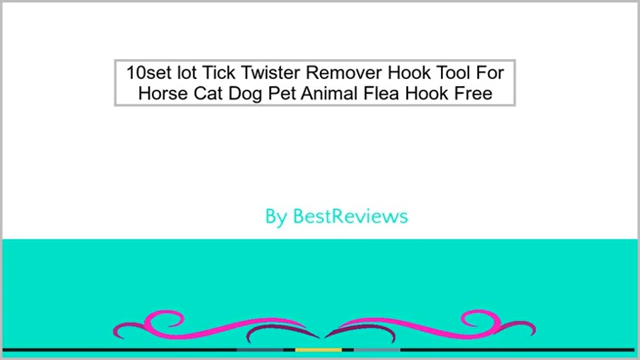 10set lot Tick Twister Remover Hook Tool For
Horse Cat Dog Pet Animal Flea Hook Free
By BestReviews